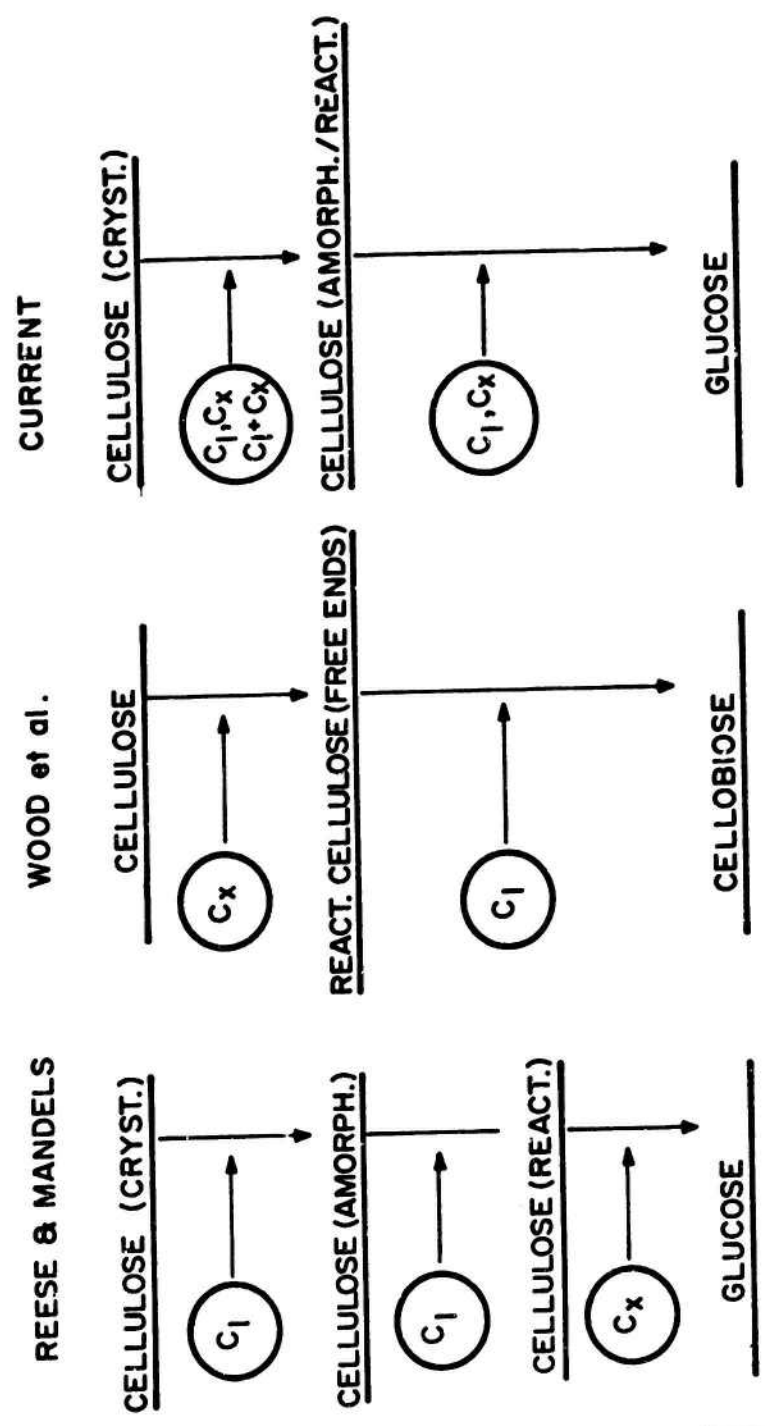 REESE & MANDELS
CELLULOSE (CRYST.)
C1
CELLULOSE (AMORPH.)
C1
CELLULOSE (REACT.)
Cx
GLUCOSE
WOOD et al.
CELLULOSE
Cx
REACT. CELLULOSE (FREE ENDS)
C1
CELLOBIOSE
CURRENT
CELLULOSE (CRYST.)
C1, Cx
C1+Cx
CELLULOSE (AMORPH./REACT.)
C1, Cx
GLUCOSE